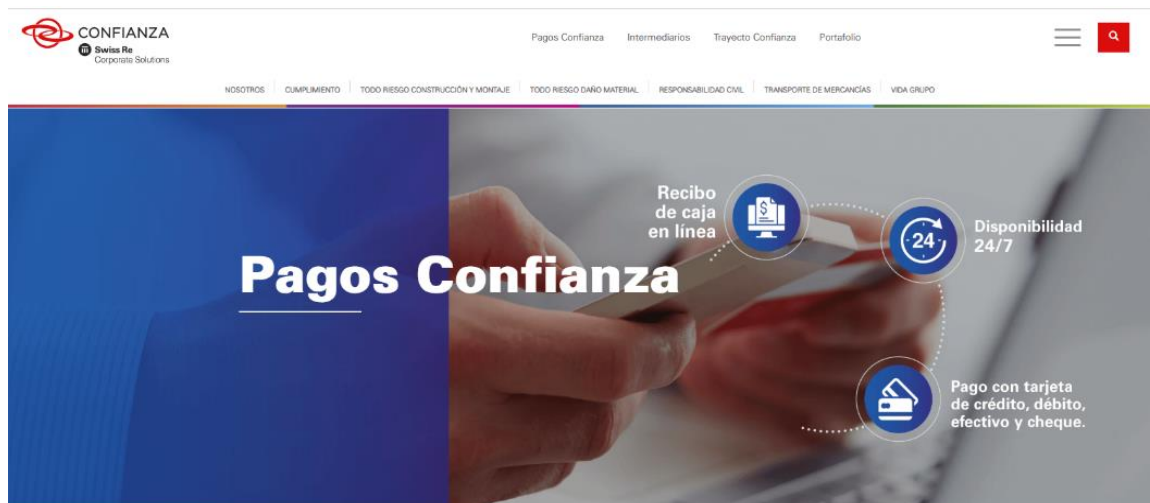 CONFIANZA
Swiss Re
Corporate Solutions
Pagos Confianza
Intermediarios
Trayecto Confianza
Portafolio
NOSOTROS
CUMPLIMIENTO
TODO RIESGO CONSTRUCCIÓN Y MONTAJE
TODO RIESGO DAÑO MATERIAL
RESPONSABILIDAD CIVIL
TRANSPORTE DE MERCANCÍAS
VIDA GRUPO
Pagos Confianza
Recibo
de caja
en línea
$
24
Disponibilidad
24/7
Pago con tarjeta
de crédito, débito,
efectivo y cheque.